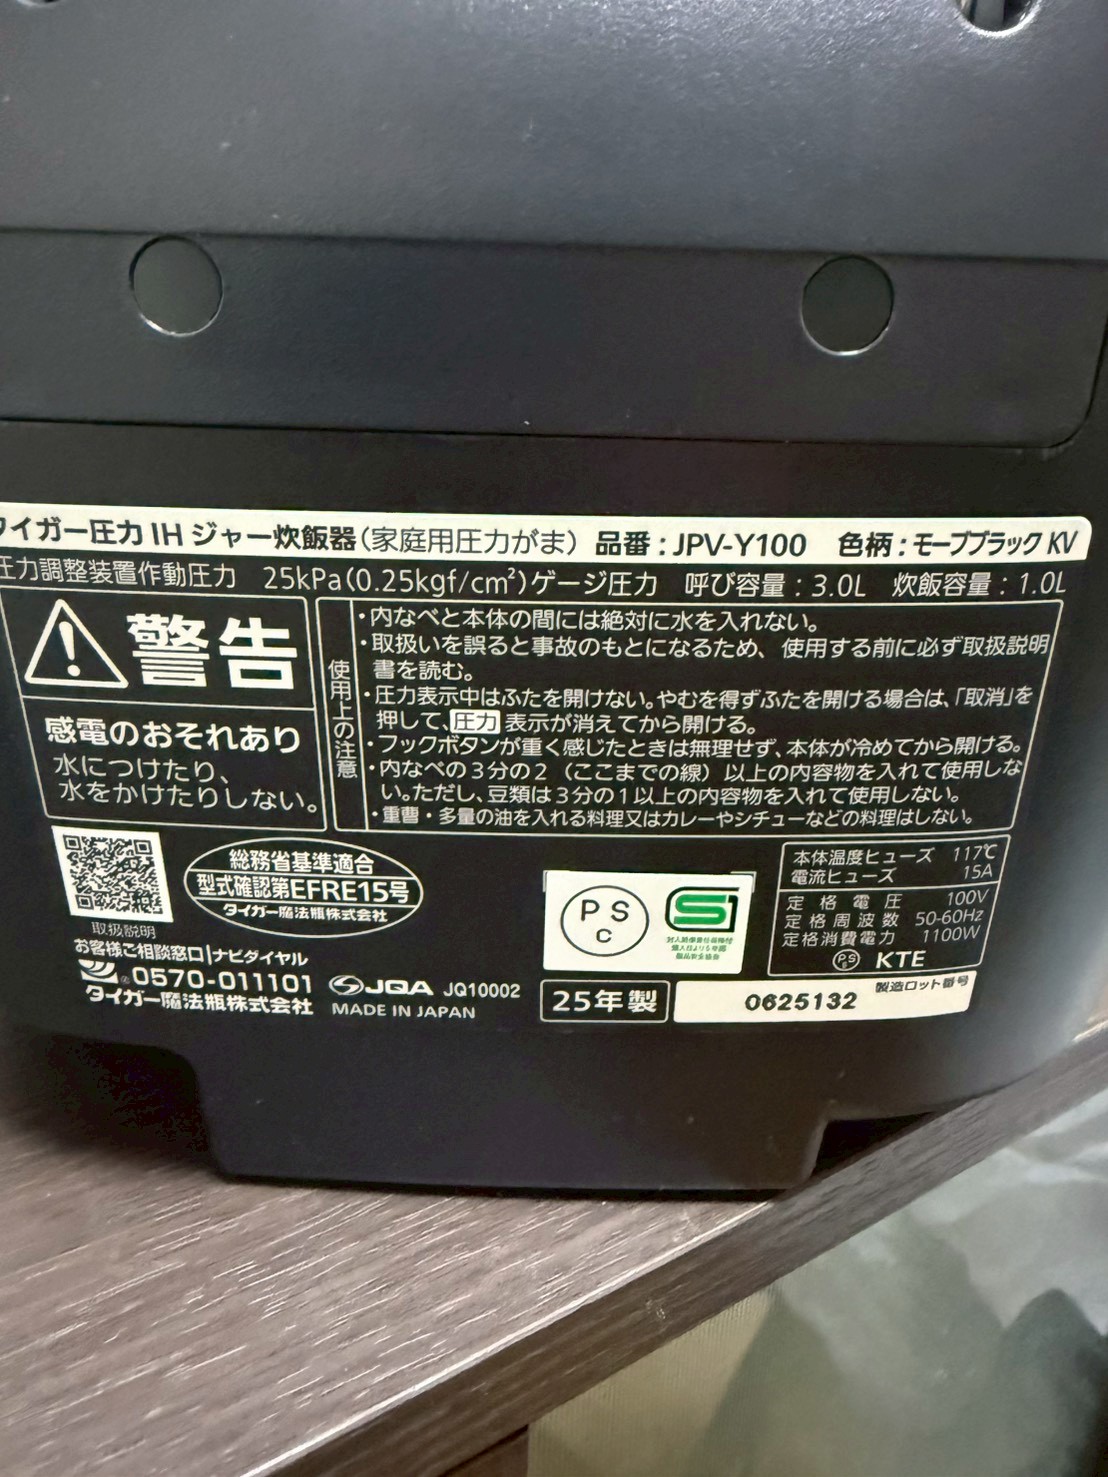 タイガー圧力IHジャー炊飯器(家庭用圧力がま) 品番:JPV-Y100 色柄:モーブブラック KV
圧力調整装置作動圧力 25kPa(0.25kgf/cm²)ゲージ圧力 呼び容量:3.0L 炊飯容量:1.0L
警告
感電のおそれあり
水につけたり、
水をかけたりしない。
使用上の注意
・内なべと本体の間には絶対に水を入れない。
・取扱いを誤ると事故のもとになるため、使用する前に必ず取扱説明
書を読む。
・圧力表示中はふたを開けない。やむを得ずふたを開ける場合は、「取消」を
押して、圧力 表示が消えてから開ける。
・フックボタンが重く感じたときは無理せず、本体が冷めてから開ける。
・内なべの3分の2(ここまでの線)以上の内容物を入れて使用しな
い。ただし、豆類は3分の1以上の内容物を入れて使用しない。
・重曹・多量の油を入れる料理又はカレーやシチューなどの料理はしない。
取扱説明
総務省基準適合
型式確認第EFRE15号
タイガー魔法瓶株式会社
お客様ご相談窓口|ナビダイヤル
0570-011101
タイガー魔法瓶株式会社
JQA JQ10002
MADE IN JAPAN
PS
C
S1
25年製
製造ロット番号
0625132
本体温度ヒューズ 117℃
電流ヒューズ 15A
定格電圧 100V
定格周波数 50-60Hz
定格消費電力 1100W
PS
E KTE